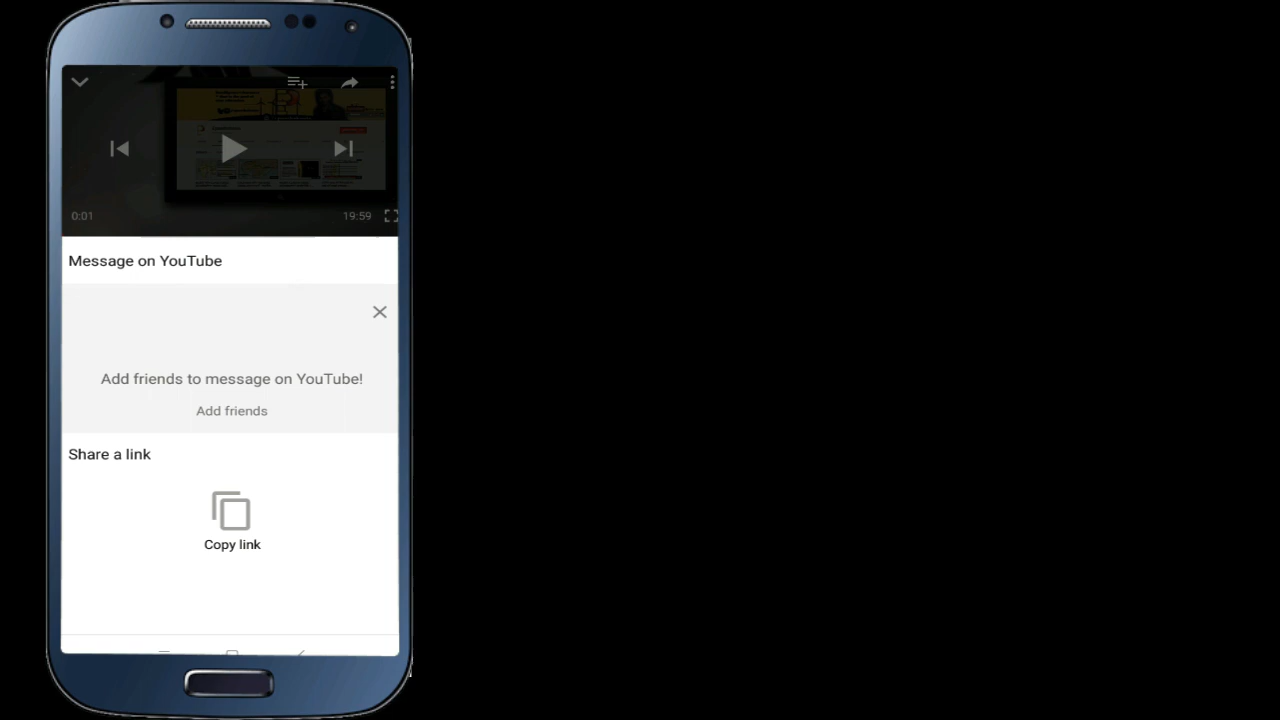 0:01
19:59
Message on YouTube
Add friends to message on YouTube!
Add friends
Share a link
Copy link